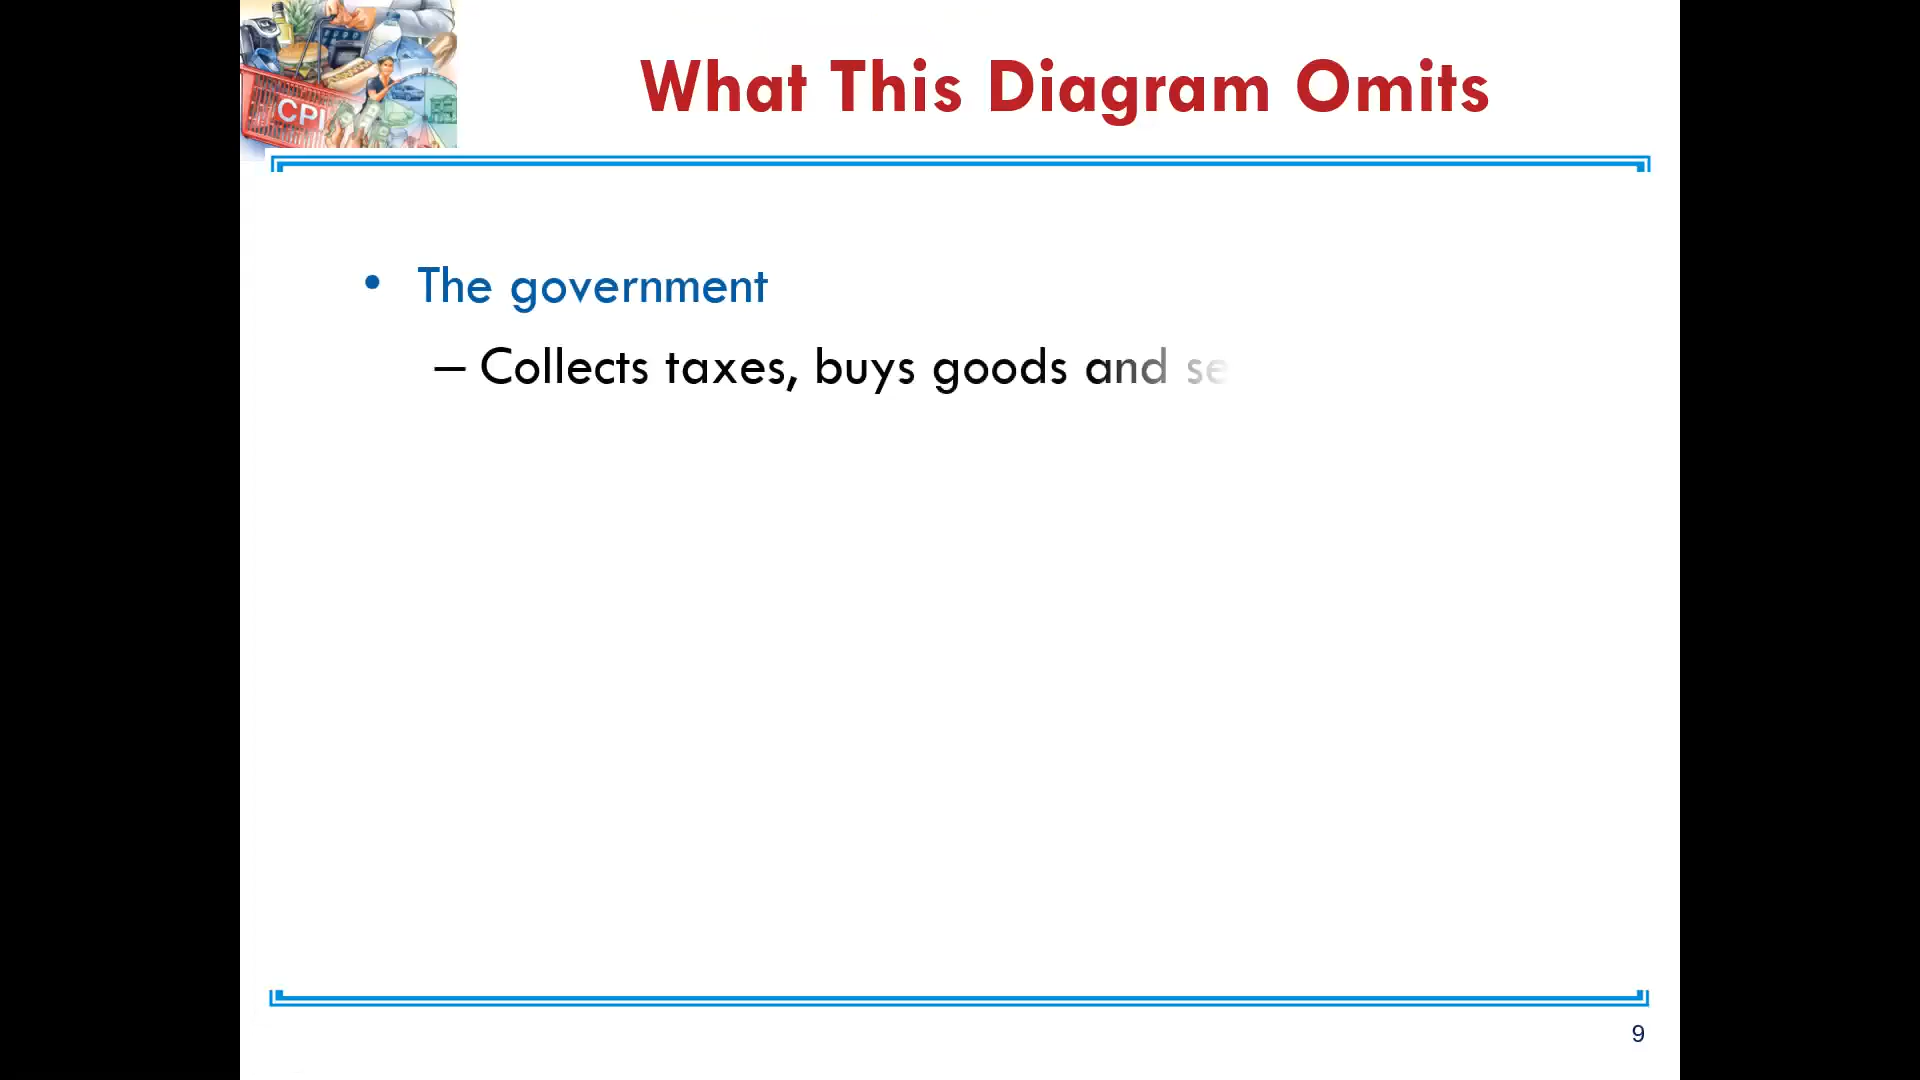 CPI
What This Diagram Omits
• The government
– Collects taxes, buys goods and se
9